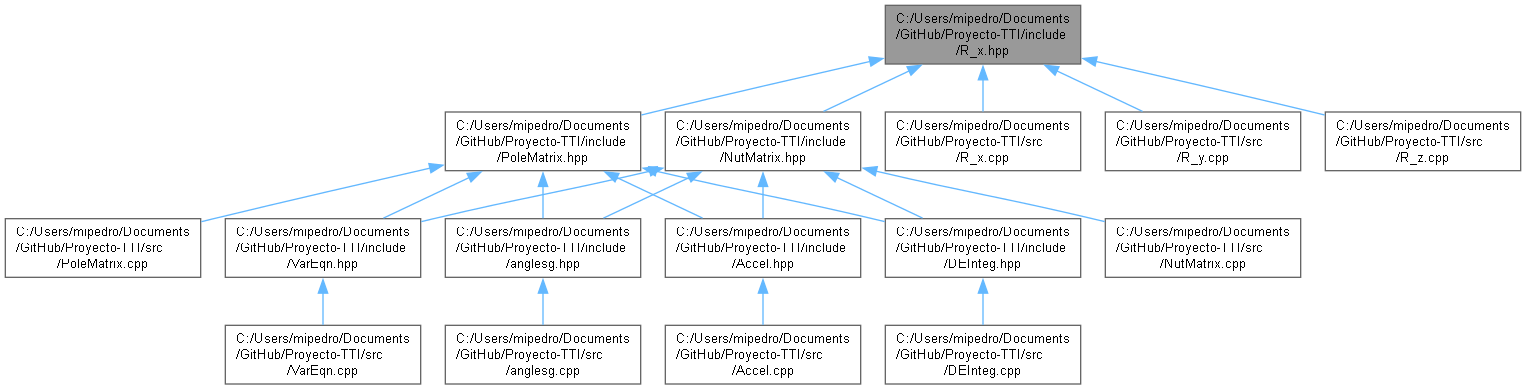 C:/Users/mipedro/Documents
/GitHub/Proyecto-TTI/include
/R_x.hpp
C:/Users/mipedro/Documents
/GitHub/Proyecto-TTI/include
/PoleMatrix.hpp
C:/Users/mipedro/Documents
/GitHub/Proyecto-TTI/include
/NutMatrix.hpp
C:/Users/mipedro/Documents
/GitHub/Proyecto-TTI/src
/R_x.cpp
C:/Users/mipedro/Documents
/GitHub/Proyecto-TTI/src
/R_y.cpp
C:/Users/mipedro/Documents
/GitHub/Proyecto-TTI/src
/R_z.cpp
C:/Users/mipedro/Documents
/GitHub/Proyecto-TTI/src
/PoleMatrix.cpp
C:/Users/mipedro/Documents
/GitHub/Proyecto-TTI/include
/VarEqn.hpp
C:/Users/mipedro/Documents
/GitHub/Proyecto-TTI/include
/anglesg.hpp
C:/Users/mipedro/Documents
/GitHub/Proyecto-TTI/include
/Accel.hpp
C:/Users/mipedro/Documents
/GitHub/Proyecto-TTI/include
/DEInteg.hpp
C:/Users/mipedro/Documents
/GitHub/Proyecto-TTI/src
/NutMatrix.cpp
C:/Users/mipedro/Documents
/GitHub/Proyecto-TTI/src
/VarEqn.cpp
C:/Users/mipedro/Documents
/GitHub/Proyecto-TTI/src
/anglesg.cpp
C:/Users/mipedro/Documents
/GitHub/Proyecto-TTI/src
/Accel.cpp
C:/Users/mipedro/Documents
/GitHub/Proyecto-TTI/src
/DEInteg.cpp